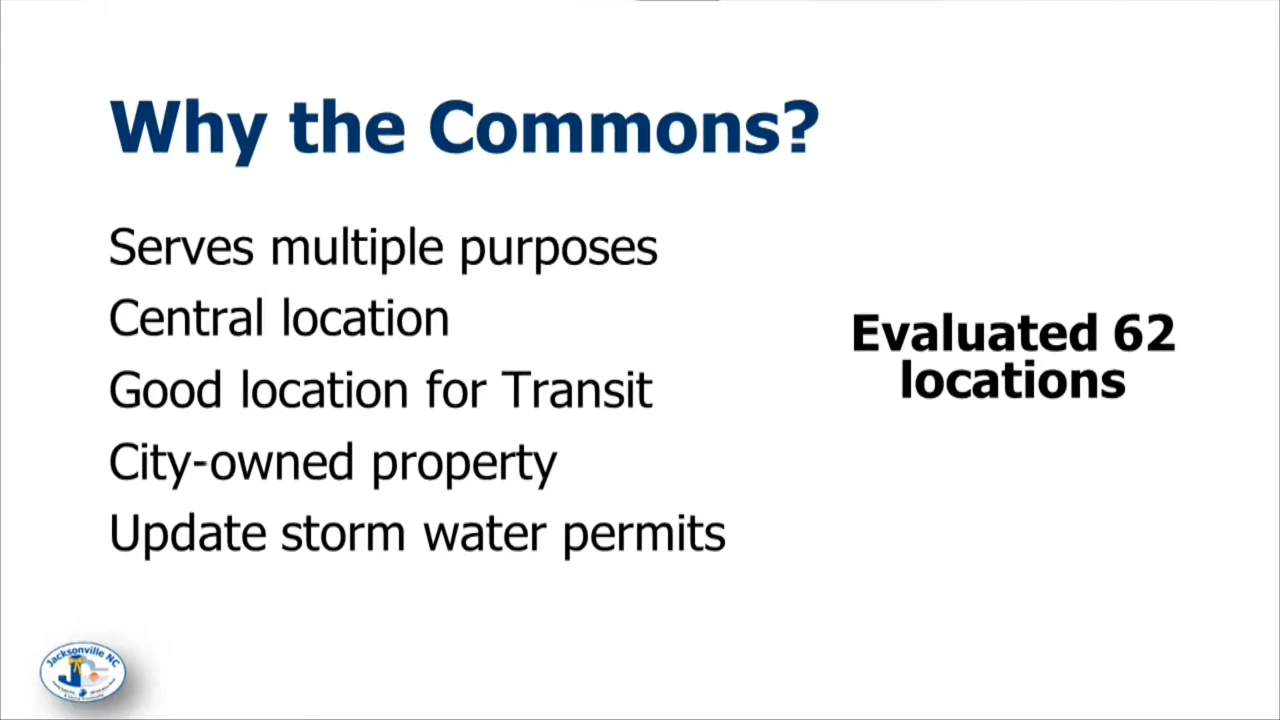 Why the Commons?
Serves multiple purposes
Central location
Good location for Transit
City-owned property
Update storm water permits
Evaluated 62
locations
Jacksonville NC